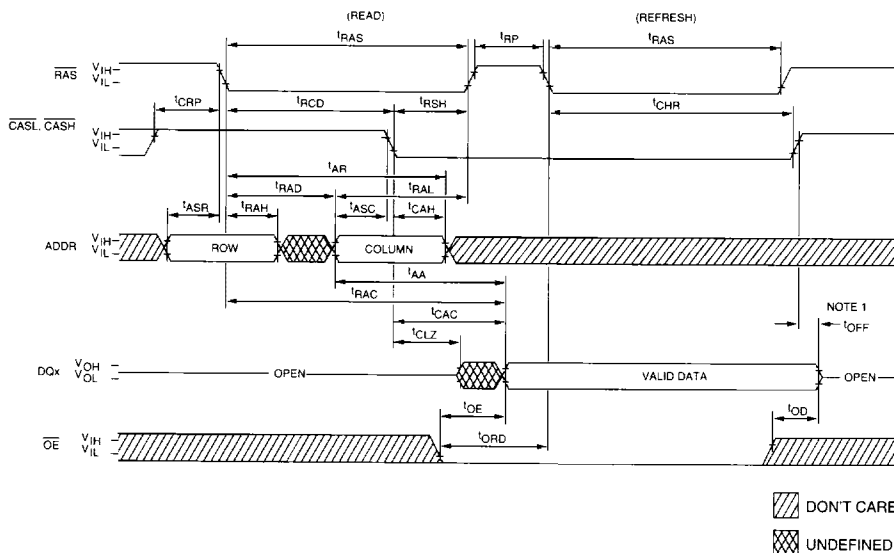 (READ) (REFRESH)
tRAS tRP tRAS
RAS VIH VIL
tCRP tRCD tRSH tCHR
CASL, CASH VIH VIL
tAR
tRAD tRAL
tASR tRAH tASC tCAH
ADDR VIH VIL ROW COLUMN
tAA
tRAC
tCAC NOTE 1
tCLZ tOFF
DQx VOH VOL OPEN VALID DATA OPEN
tOE tOD
tORD
OE VIH VIL
DON'T CARE
UNDEFINED